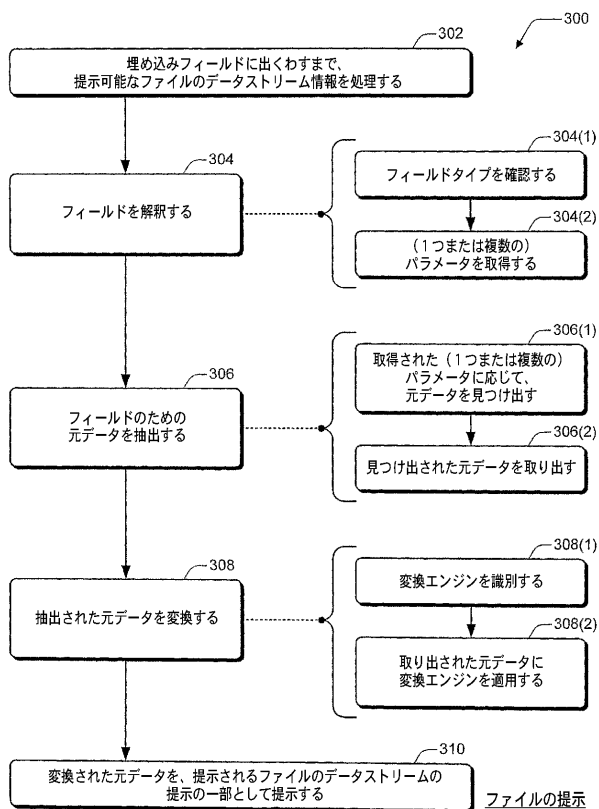 300
302
埋め込みフィールドに出くわすまで、
提示可能なファイルのデータストリーム情報を処理する
304
フィールドを解釈する
304(1)
フィールドタイプを確認する
304(2)
(1つまたは複数の)
パラメータを取得する
306
フィールドのための
元データを抽出する
306(1)
取得された(1つまたは複数の)
パラメータに応じて、
元データを見つけ出す
306(2)
見つけ出された元データを取り出す
308
抽出された元データを変換する
308(1)
変換エンジンを識別する
308(2)
取り出された元データに
変換エンジンを適用する
310
変換された元データを、提示されるファイルのデータストリームの
提示の一部として提示する
ファイルの提示